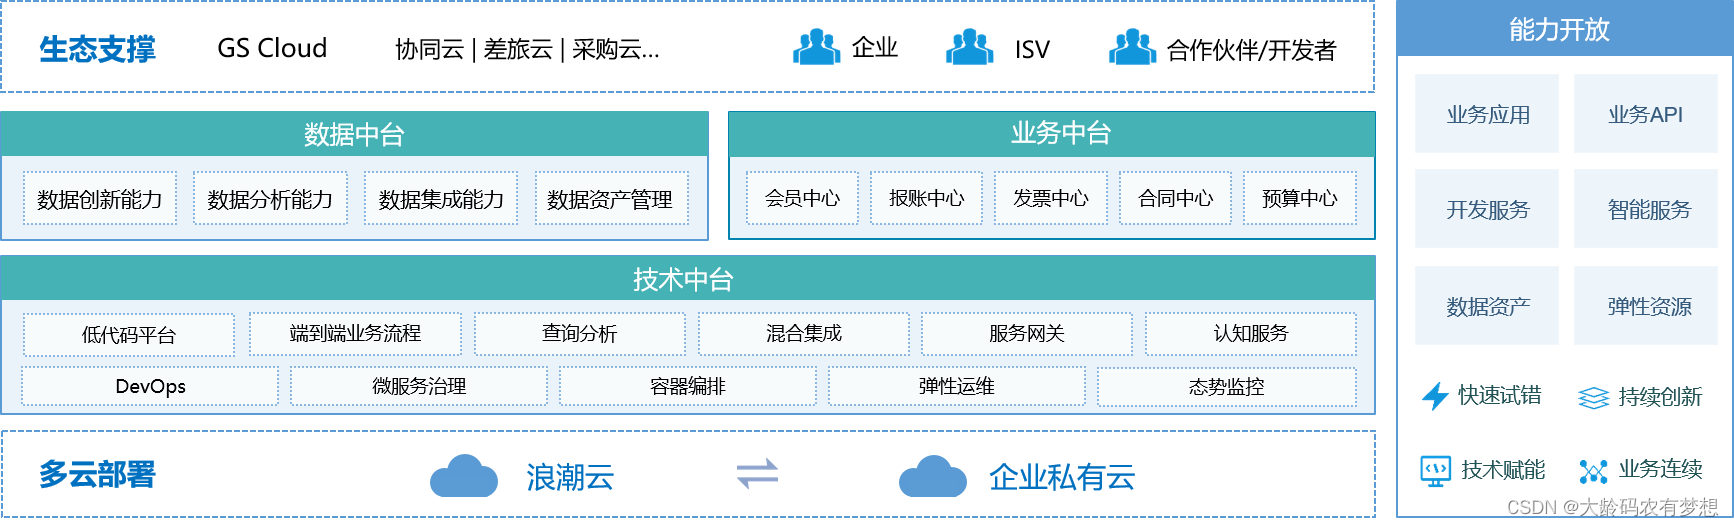 生态支撑 GS Cloud 协同云 | 差旅云 | 采购云... 企业 ISV 合作伙伴/开发者
数据中台
数据创新能力 数据分析能力 数据集成能力 数据资产管理
业务中台
会员中心 报账中心 发票中心 合同中心 预算中心
技术中台
低代码平台 端到端业务流程 查询分析 混合集成 服务网关 认知服务
DevOps 微服务治理 容器编排 弹性运维 态势监控
多云部署 浪潮云 企业私有云
能力开放
业务应用 业务API
开发服务 智能服务
数据资产 弹性资源
快速试错 持续创新
技术赋能 业务连续
CSDN @大龄码农有梦想